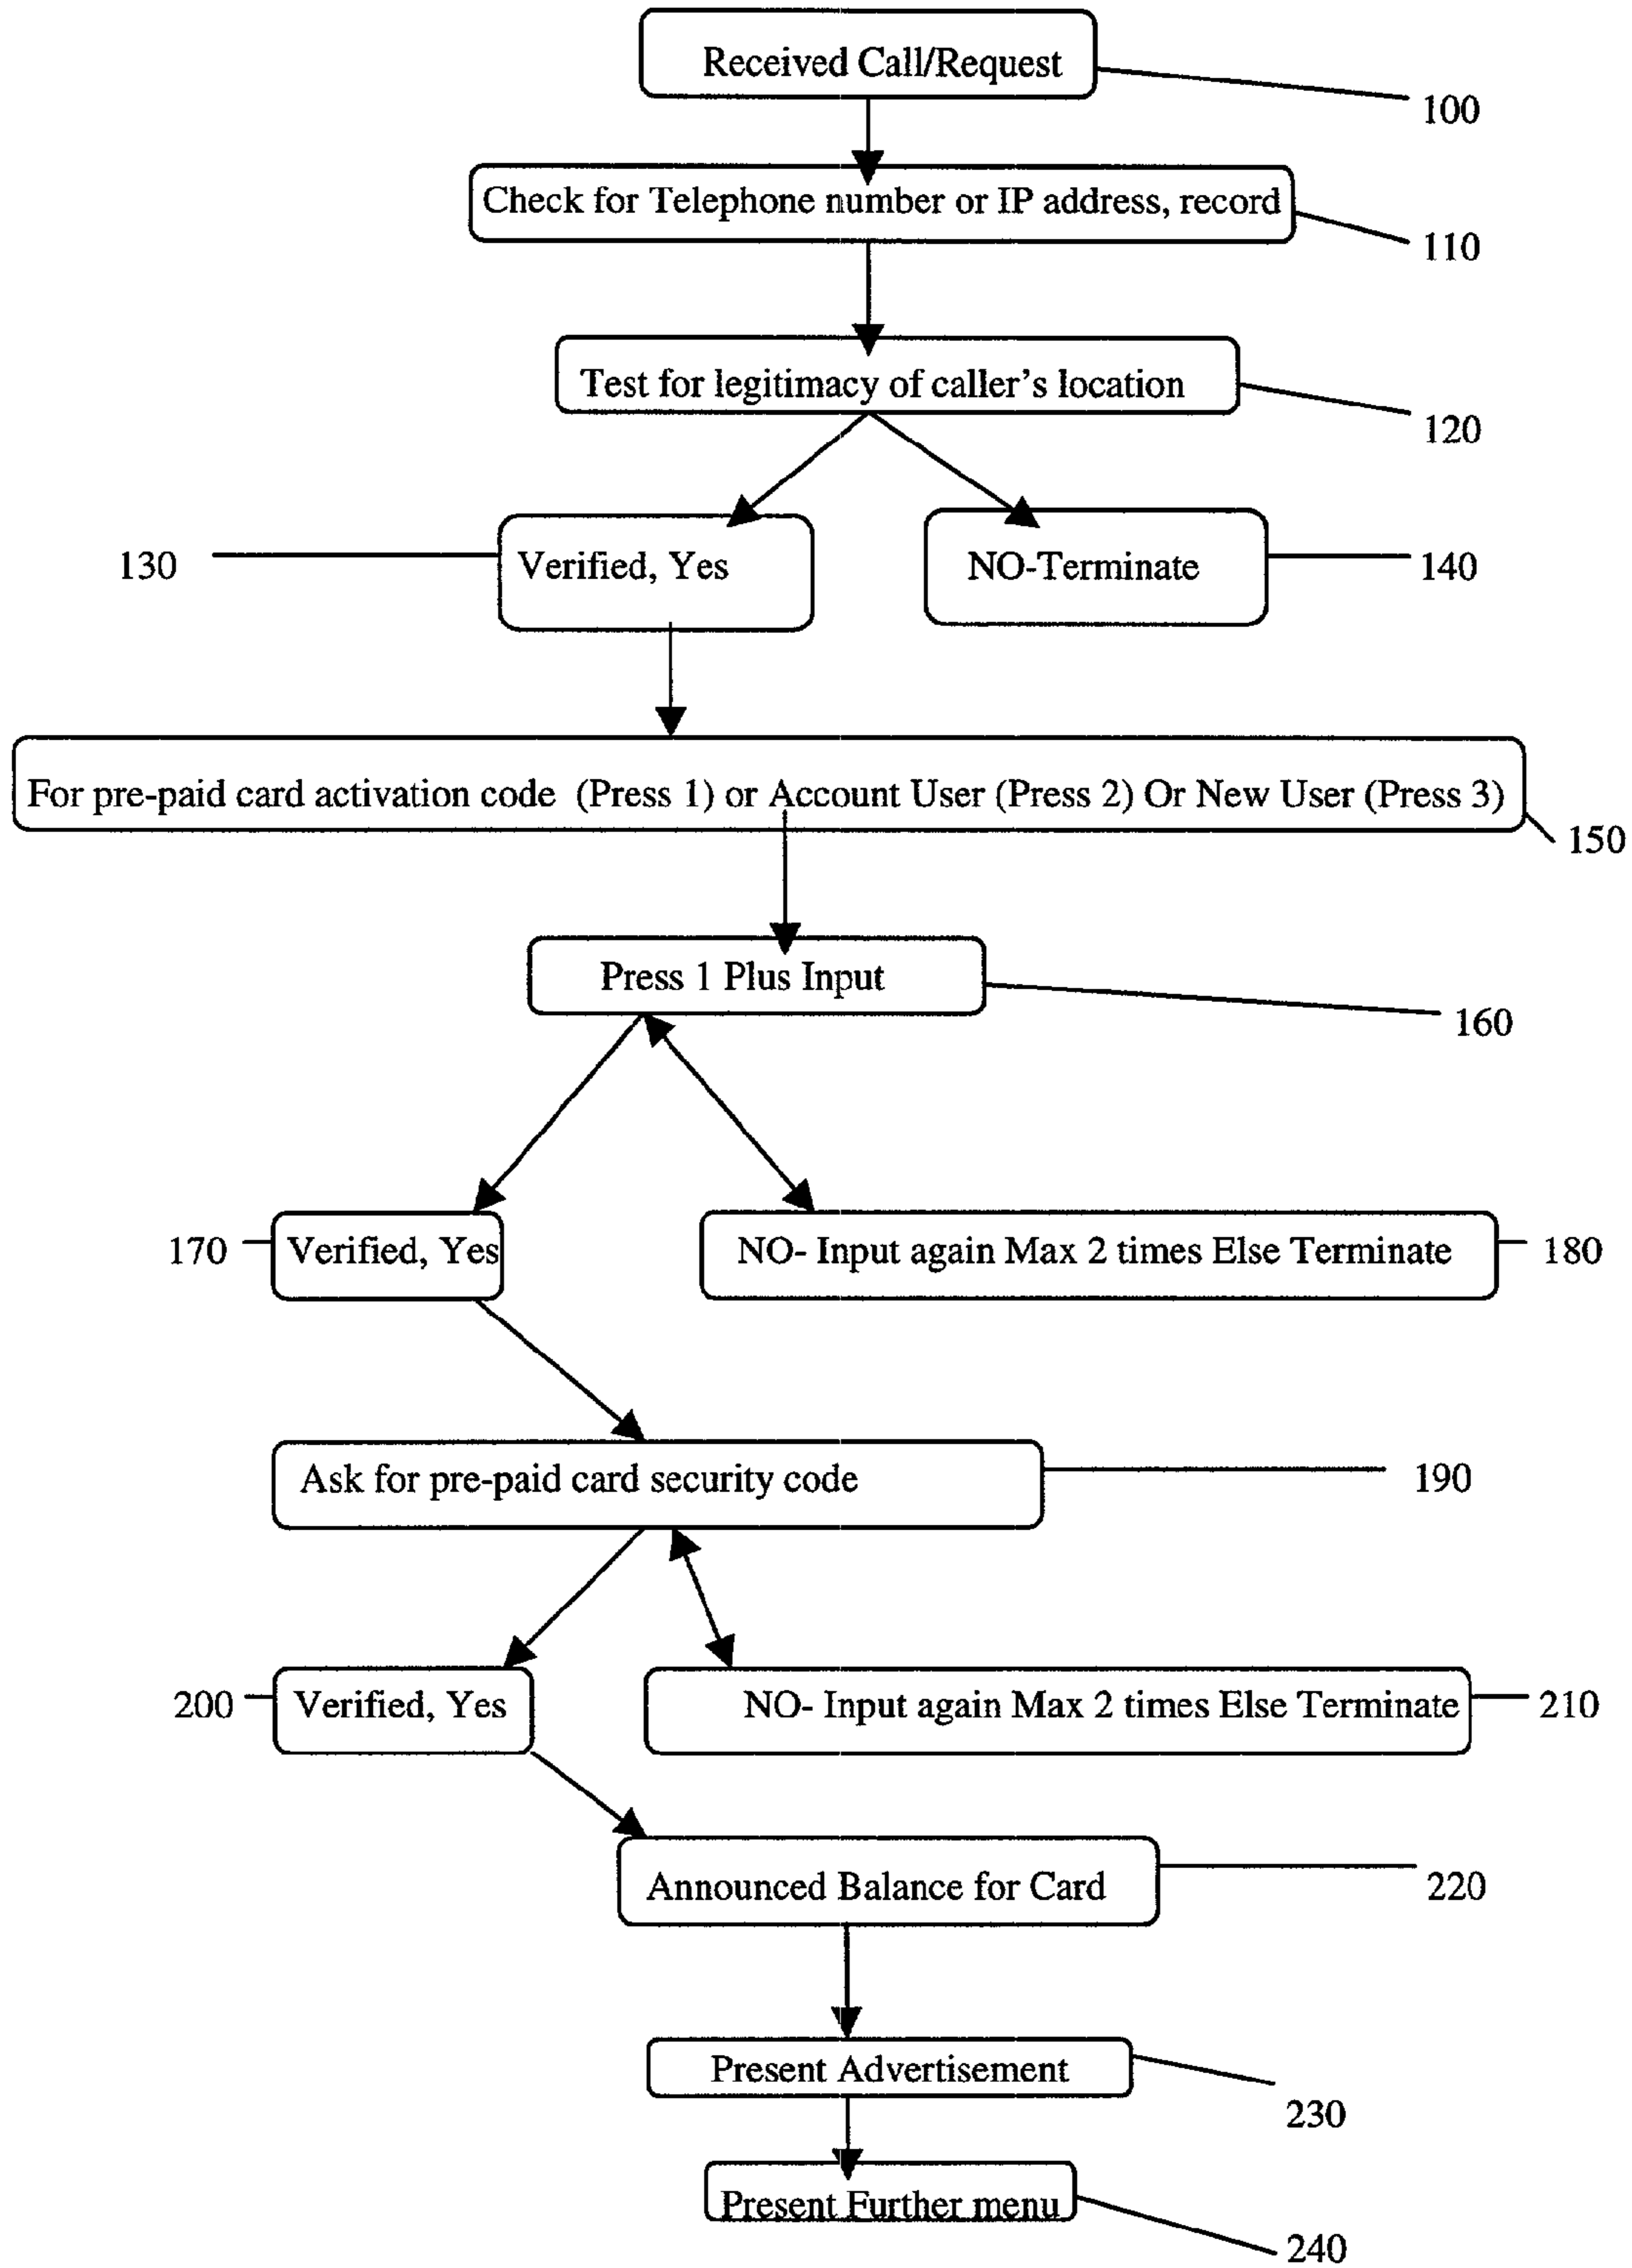 Received Call/Request
100
Check for Telephone number or IP address, record
110
Test for legitimacy of caller's location
120
130
Verified, Yes
NO-Terminate
140
For pre-paid card activation code (Press 1) or Account User (Press 2) Or New User (Press 3)
150
Press 1 Plus Input
160
170
Verified, Yes
NO- Input again Max 2 times Else Terminate
180
Ask for pre-paid card security code
190
200
Verified, Yes
NO- Input again Max 2 times Else Terminate
210
Announced Balance for Card
220
Present Advertisement
230
Present Further menu
240